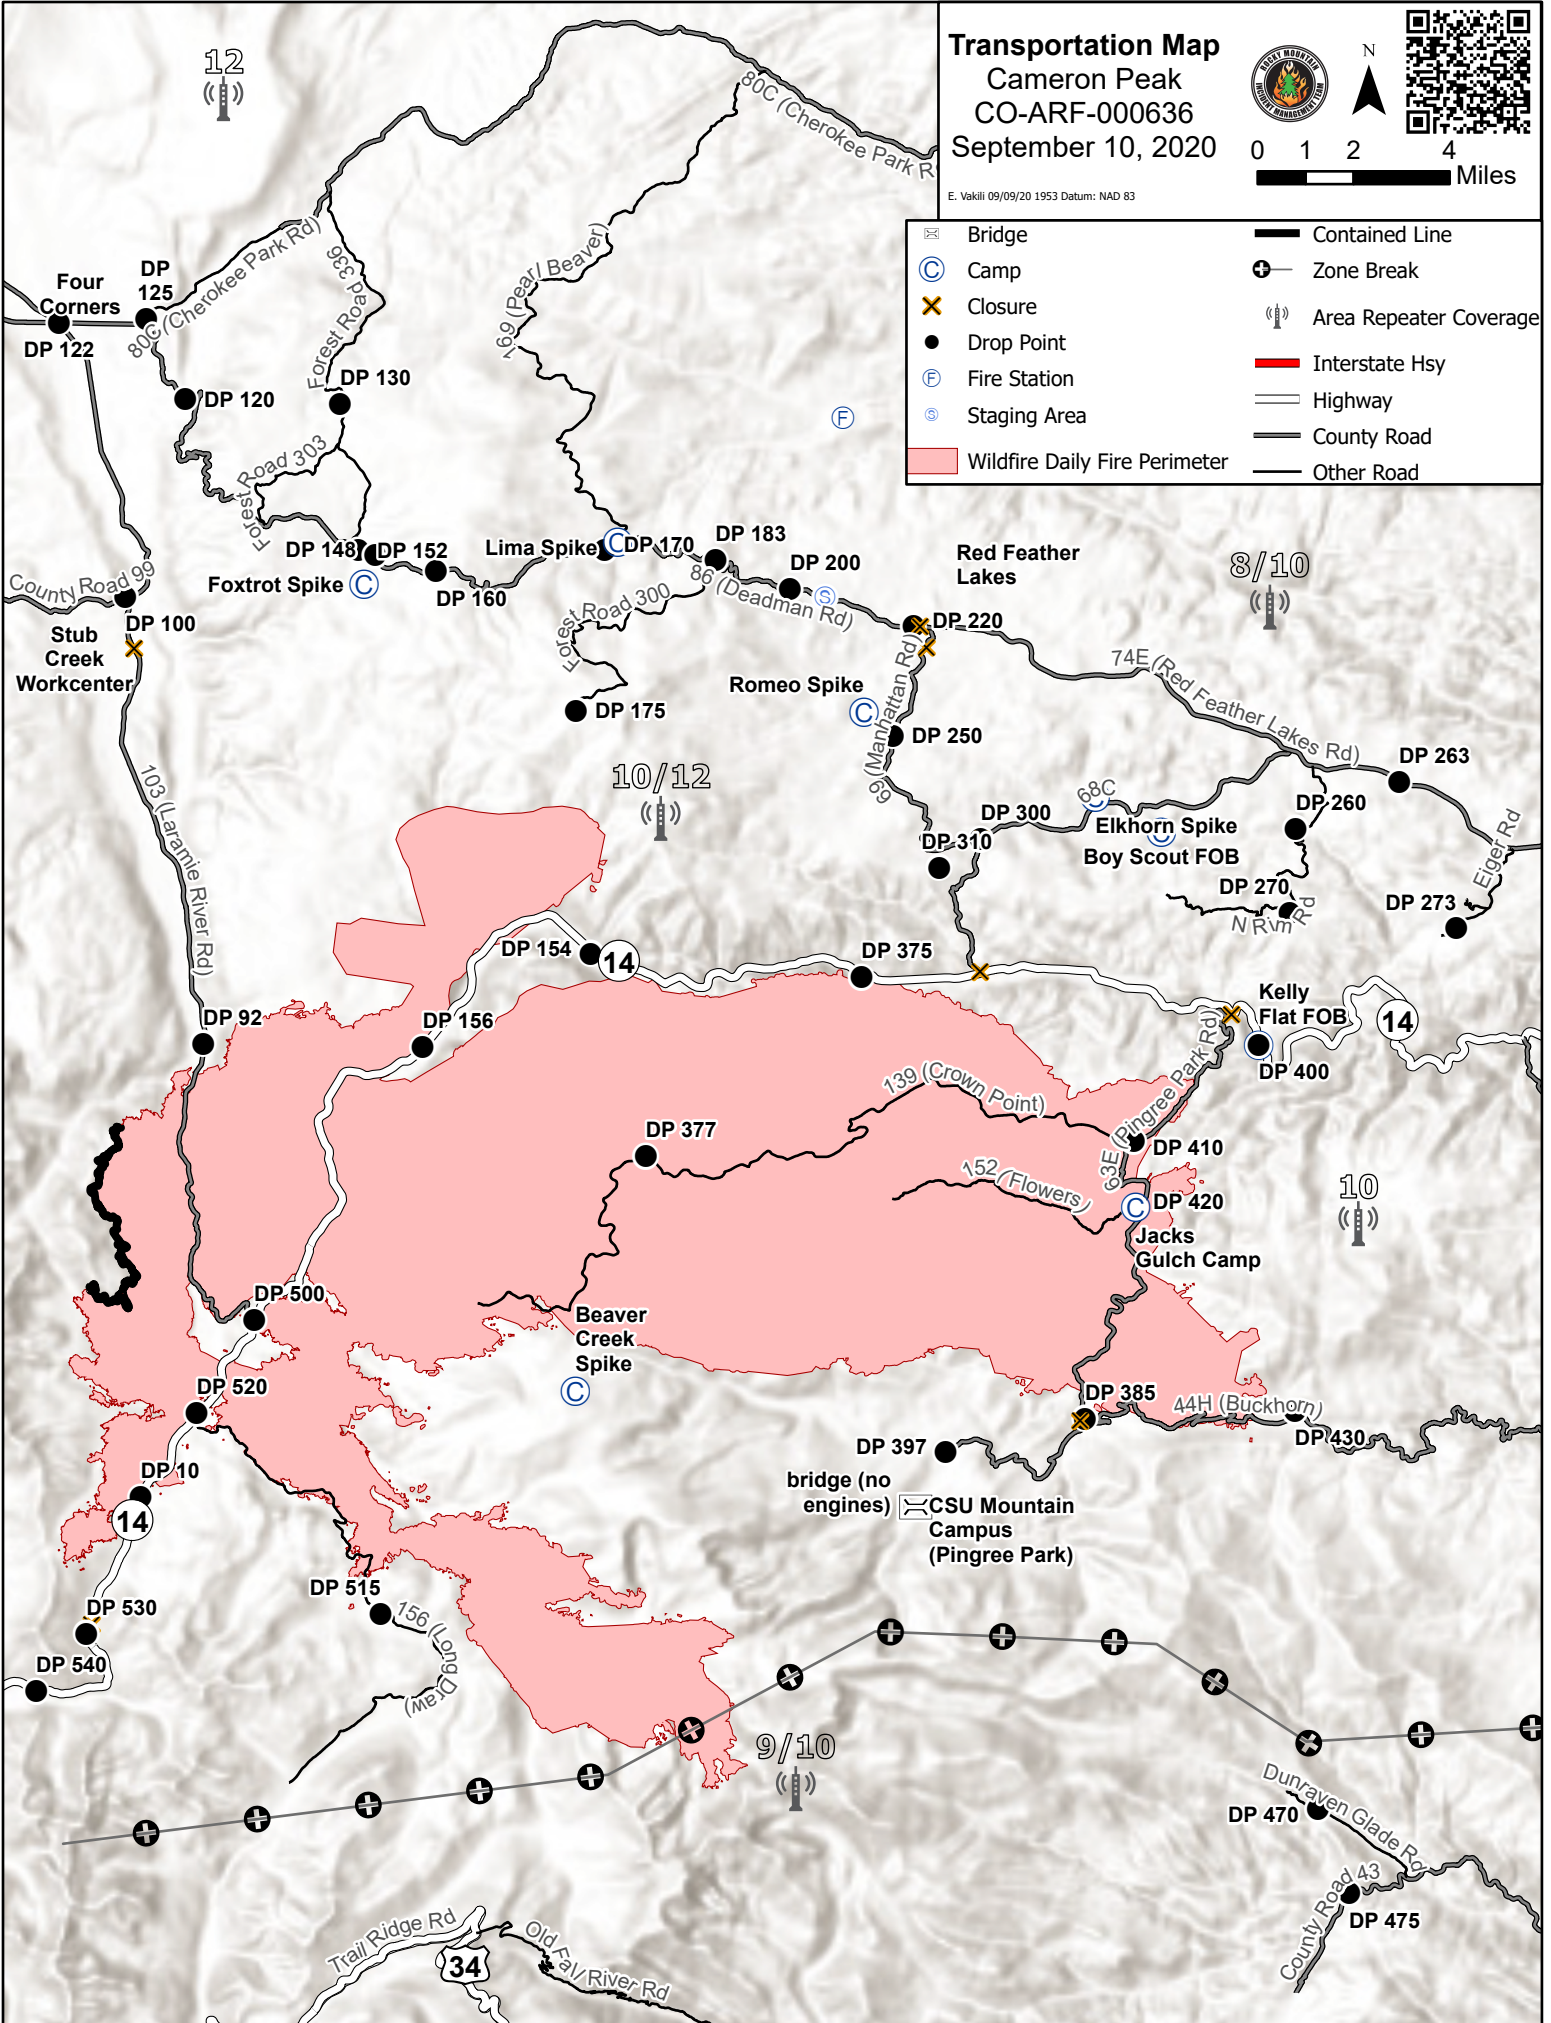 Transportation Map
Cameron Peak
CO-ARF-000636
September 10, 2020
E. Vakili 09/09/20 1953 Datum: NAD 83
ROCKY MOUNTAIN
INCIDENT MANAGEMENT TEAM
N
0 1 2 4
Miles
Bridge
Camp
Closure
Drop Point
Fire Station
Staging Area
Wildfire Daily Fire Perimeter
Contained Line
Zone Break
Area Repeater Coverage
Interstate Hsy
Highway
County Road
Other Road
C
F
S
12
80C (Cherokee Park R
80C (Cherokee Park Rd)
Four
Corners
DP
125
DP 122
DP 120
Forest Road 336
DP 130
169 (Pear/ Beaver)
F
Forest Road 303
DP 148
DP 152
Foxtrot Spike
C
DP 160
Lima Spike
C
DP 170
DP 183
DP 200
S
86 (Deadman Rd)
Forest Road 300
DP 175
Red Feather
Lakes
DP 220
8/10
County Road 99
DP 100
Stub
Creek
Workcenter
74E (Red Feather Lakes Rd)
Romeo Spike
C
69 (Manhattan Rd)
DP 250
DP 263
10/12
103 (Laramie River Rd)
68C
C
DP 300
DP 310
Elkhorn Spike
C
Boy Scout FOB
DP 260
DP 270
N Rim Rd
Eiger Rd
DP 273
DP 154
14
DP 375
Kelly
Flat FOB
14
DP 400
DP 92
DP 156
63E (Pingree Park Rd)
139 (Crown Point)
DP 377
DP 410
152 (Flowers)
DP 420
C
Jacks
Gulch Camp
10
DP 500
Beaver
Creek
Spike
C
DP 520
DP 385
44H (Buckhorn)
DP 430
DP 397
bridge (no
engines)
CSU Mountain
Campus
(Pingree Park)
DP 10
14
DP 515
156 (Long Draw)
DP 530
DP 540
9/10
Dunraven Glade Rd
DP 470
County Road 43
DP 475
Trail Ridge Rd
34
Old Fall River Rd